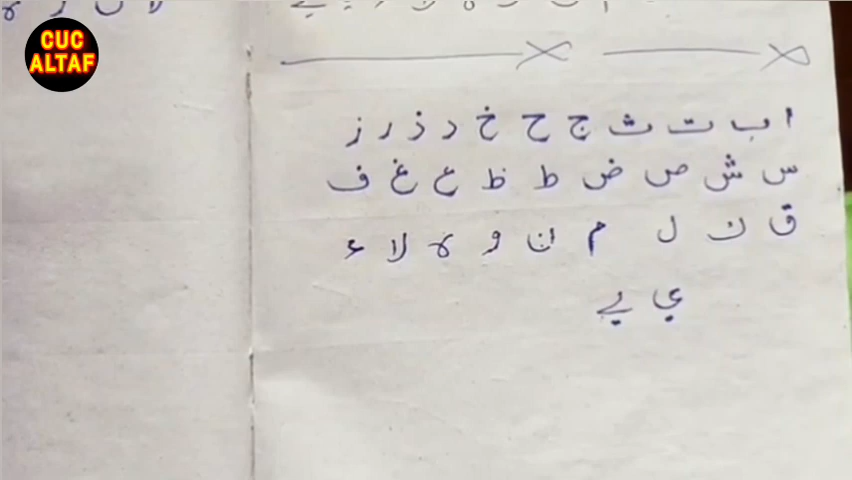 CUC
ALTAF
ا ب ت ث ج ح خ د ذ ر ز
س ش ص ض ط ظ ع غ ف
ق ك ل م ن و ه لا ء
ي ے